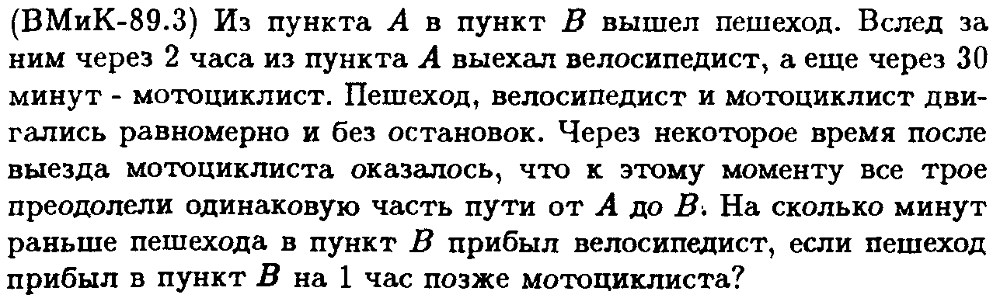 (ВМиК-89.3) Из пункта A в пункт B вышел пешеход. Вслед за
ним через 2 часа из пункта A выехал велосипедист, а еще через 30
минут - мотоциклист. Пешеход, велосипедист и мотоциклист дви-
гались равномерно и без остановок. Через некоторое время после
выезда мотоциклиста оказалось, что к этому моменту все трое
преодолели одинаковую часть пути от A до B. На сколько минут
раньше пешехода в пункт B прибыл велосипедист, если пешеход
прибыл в пункт B на 1 час позже мотоциклиста?